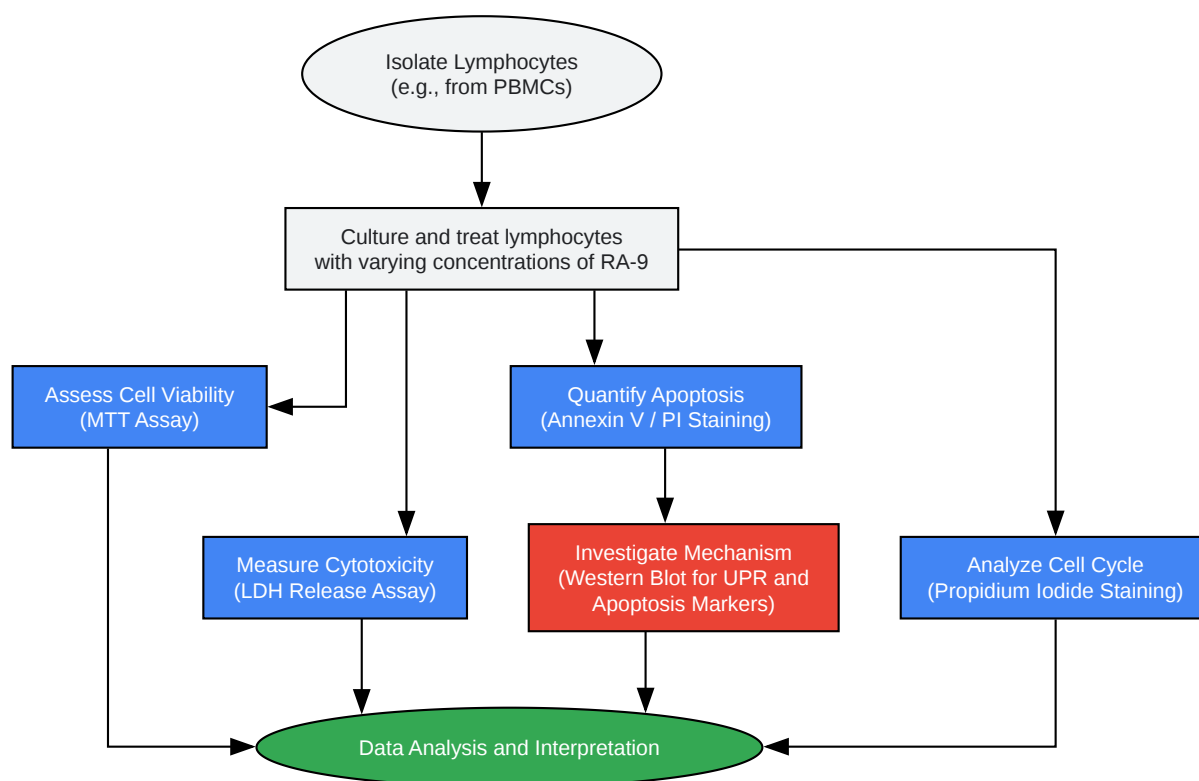 Isolate Lymphocytes
(e.g., from PBMCs)
Culture and treat lymphocytes
with varying concentrations of RA-9
Assess Cell Viability
(MTT Assay)
Quantify Apoptosis
(Annexin V / PI Staining)
Measure Cytotoxicity
(LDH Release Assay)
Investigate Mechanism
(Western Blot for UPR and
Apoptosis Markers)
Analyze Cell Cycle
(Propidium Iodide Staining)
Data Analysis and Interpretation